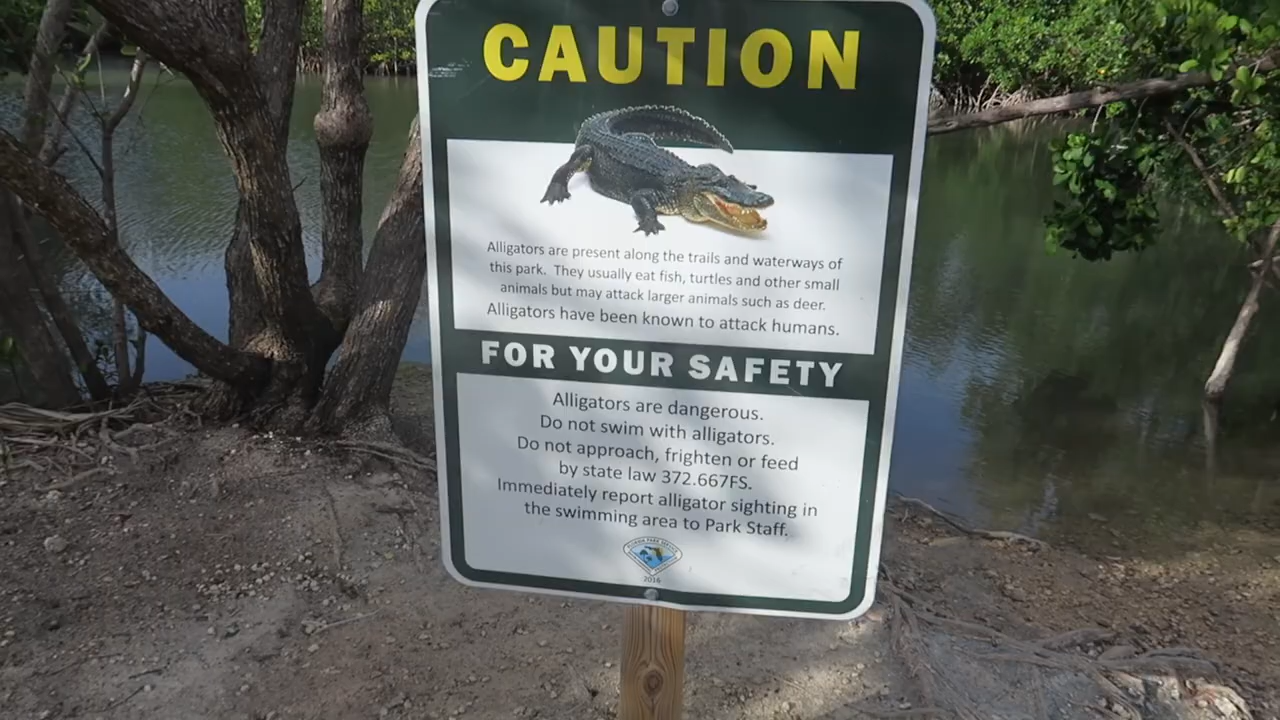 CAUTION
Alligators are present along the trails and waterways of
this park. They usually eat fish, turtles and other small
animals but may attack larger animals such as deer.
Alligators have been known to attack humans.
FOR YOUR SAFETY
Alligators are dangerous.
Do not swim with alligators.
Do not approach, frighten or feed
by state law 372.667FS.
Immediately report alligator sighting in
the swimming area to Park Staff.
2016